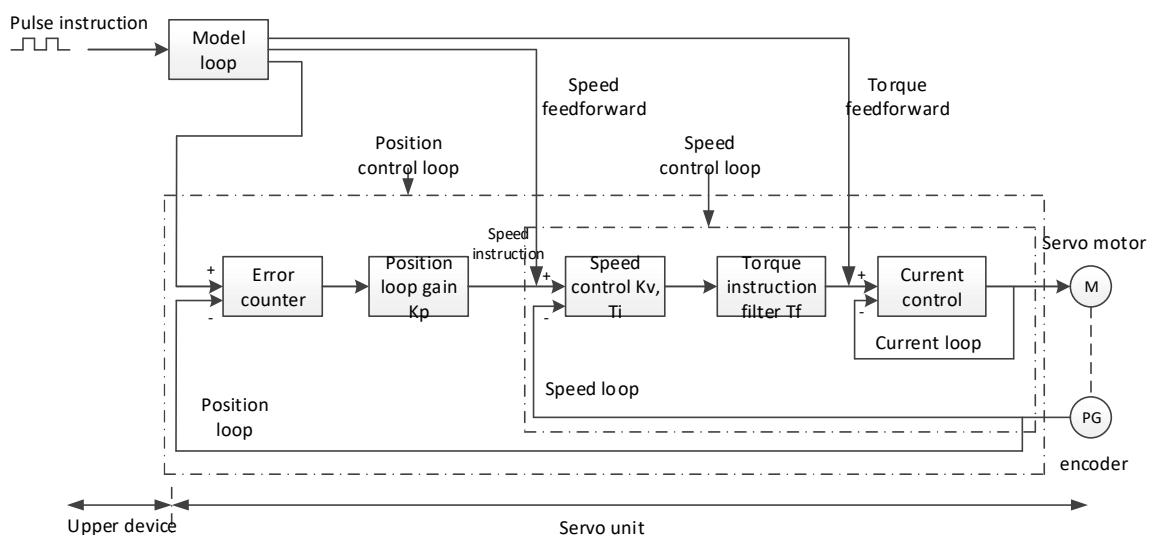 Pulse instruction
Model
loop
Speed
feedforward
Torque
feedforward
Position
control loop
Speed
control loop
Speed
instruction
Servo motor
+
-
Error
counter
Position
loop gain
Kp
+
-
Speed
control Kv,
Ti
Torque
instruction
filter Tf
+
-
Current
control
M
Current loop
Speed loop
Position
loop
PG
encoder
Upper device
Servo unit